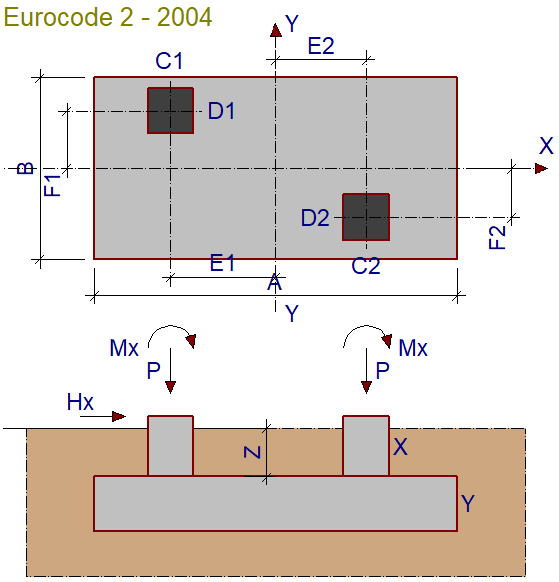 Eurocode 2 - 2004
Y
E2
C1
D1
X
B
F1
D2
F2
E1
C2
A
Y
Mx
Mx
P
P
Hx
Z
X
Y